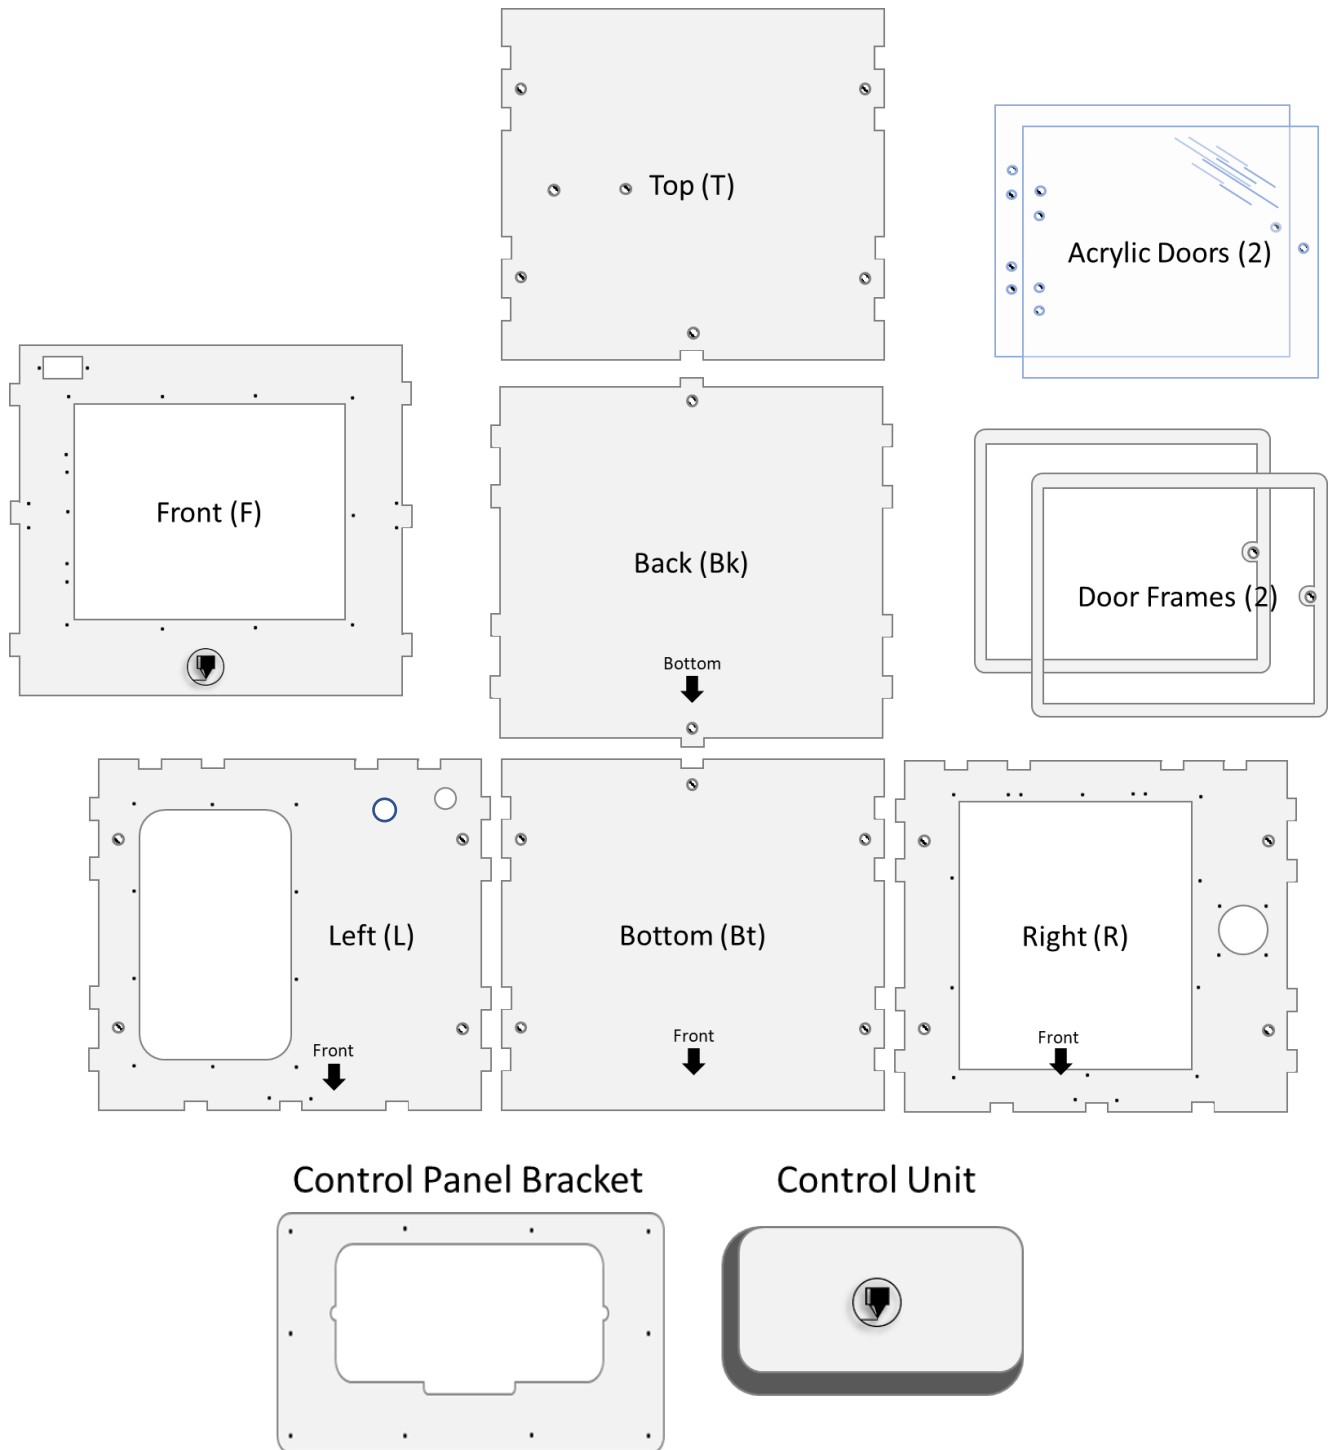 Top (T)
Acrylic Doors (2)
Front (F)
Back (Bk)
Door Frames (2)
Bottom
Left (L)
Bottom (Bt)
Right (R)
Front
Front
Front
Control Panel Bracket
Control Unit